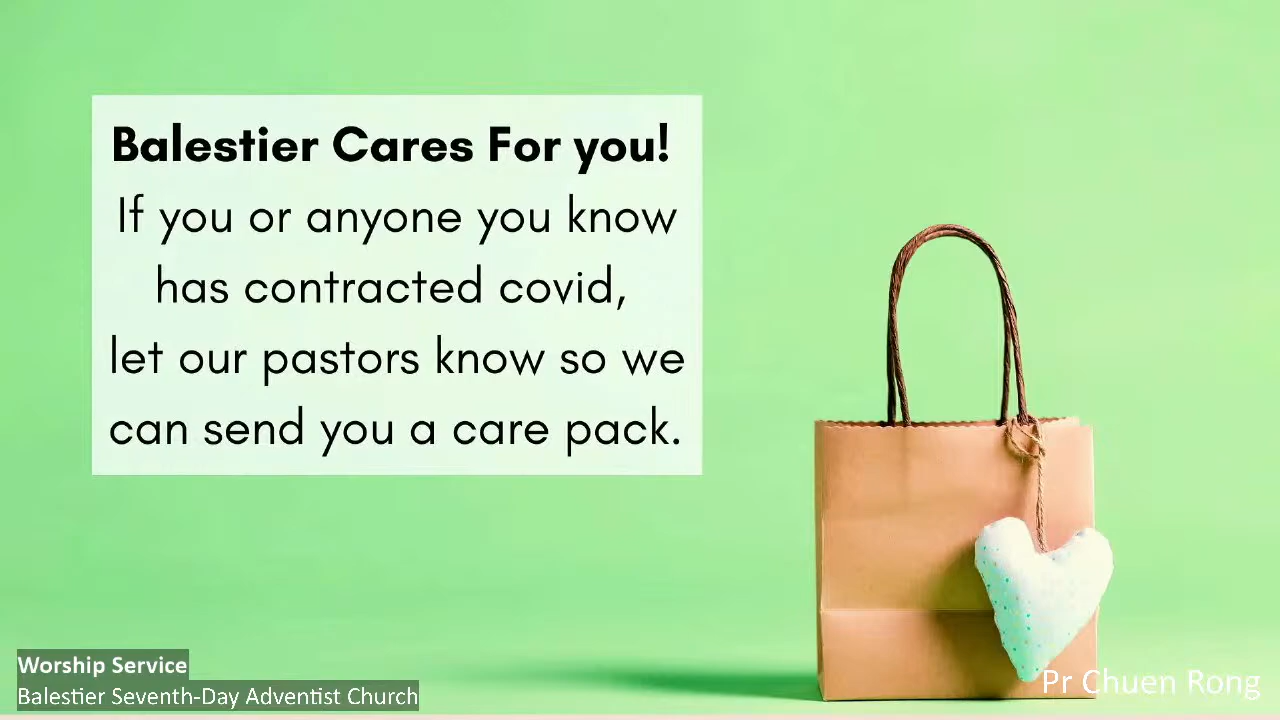 Balestier Cares For you!
If you or anyone you know
has contracted covid,
let our pastors know so we
can send you a care pack.
Worship Service
Balestier Seventh-Day Adventist Church
Pr Chuen Rong